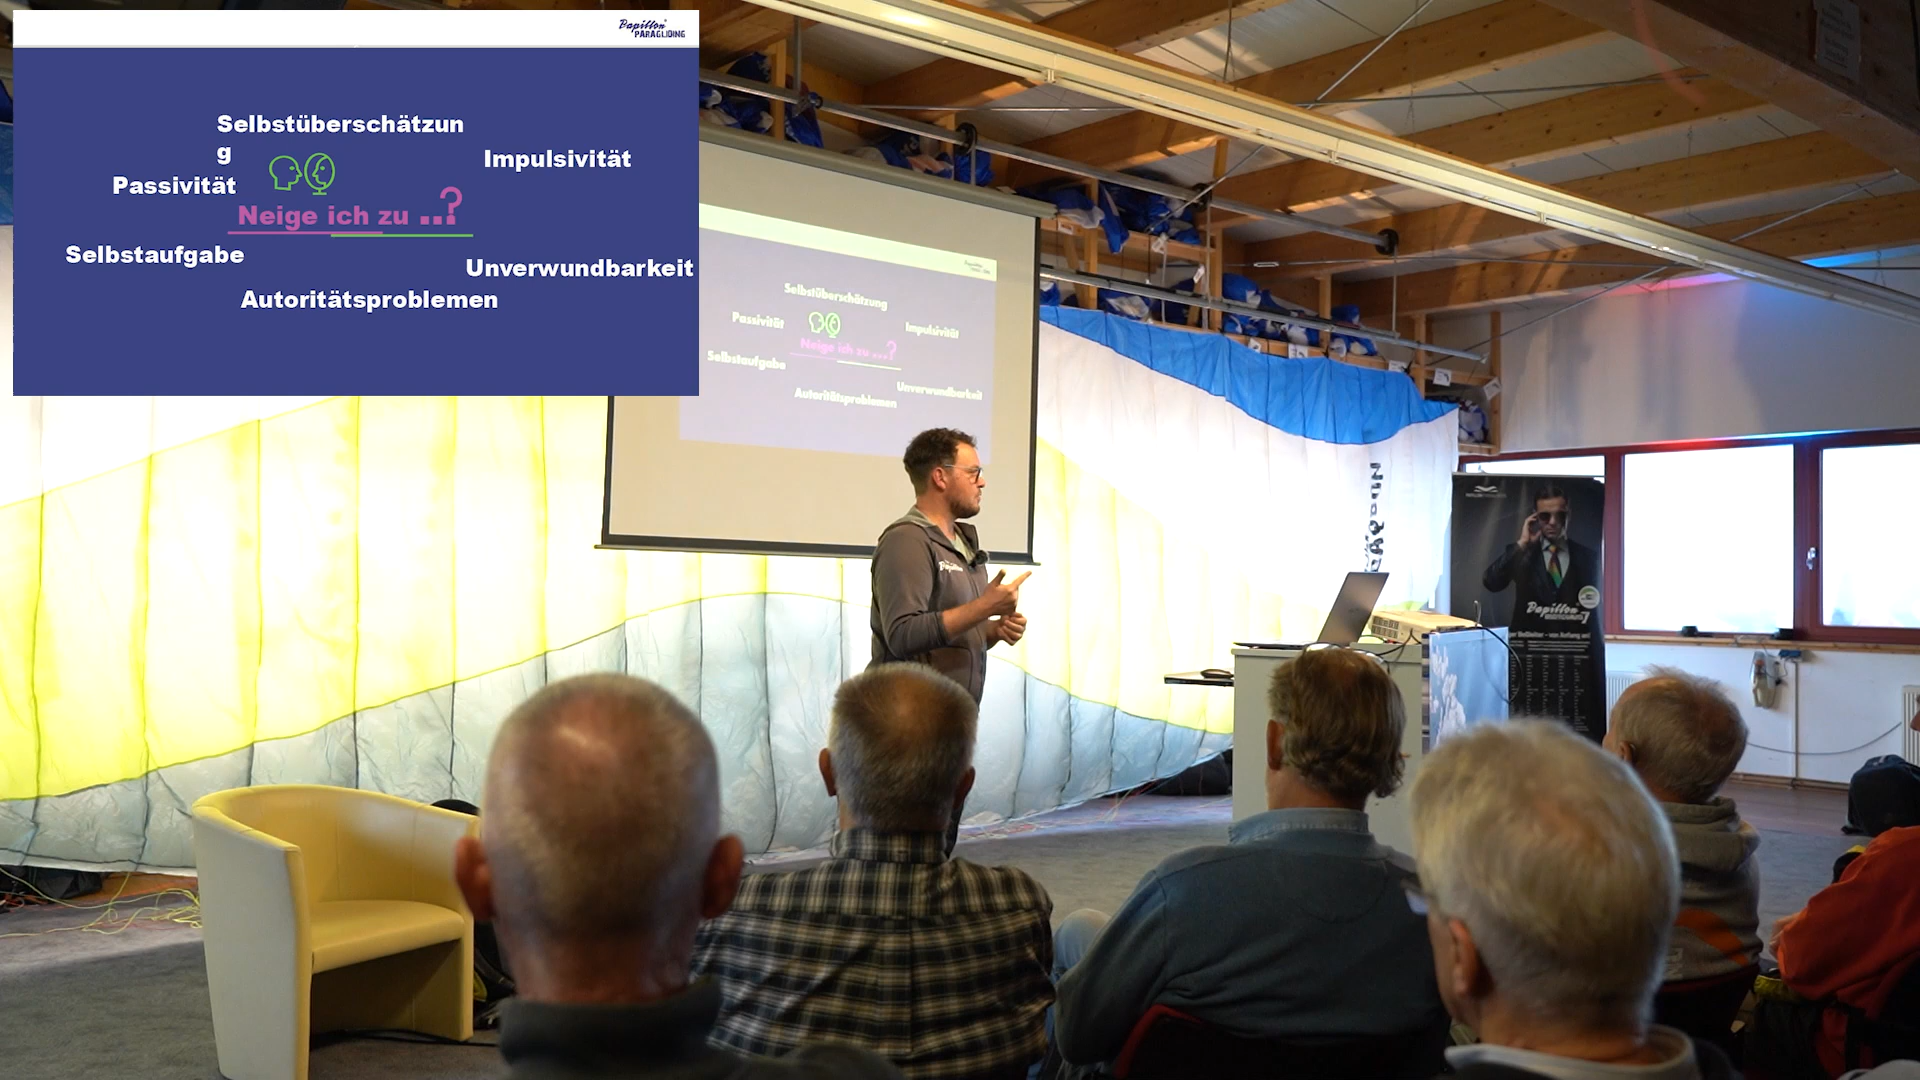 Papillon
PARAGLIDING
Selbstüberschätzun
g
Impulsivität
Passivität
Neige ich zu ...?
Selbstaufgabe
Unverwundbarkeit
Autoritätsproblemen
Selbstüberschätzung
Passivität
Impulsivität
Neige ich zu ...?
Selbstaufgabe
Unverwundbarkeit
Autoritätsproblemen
Papillon
Papillon